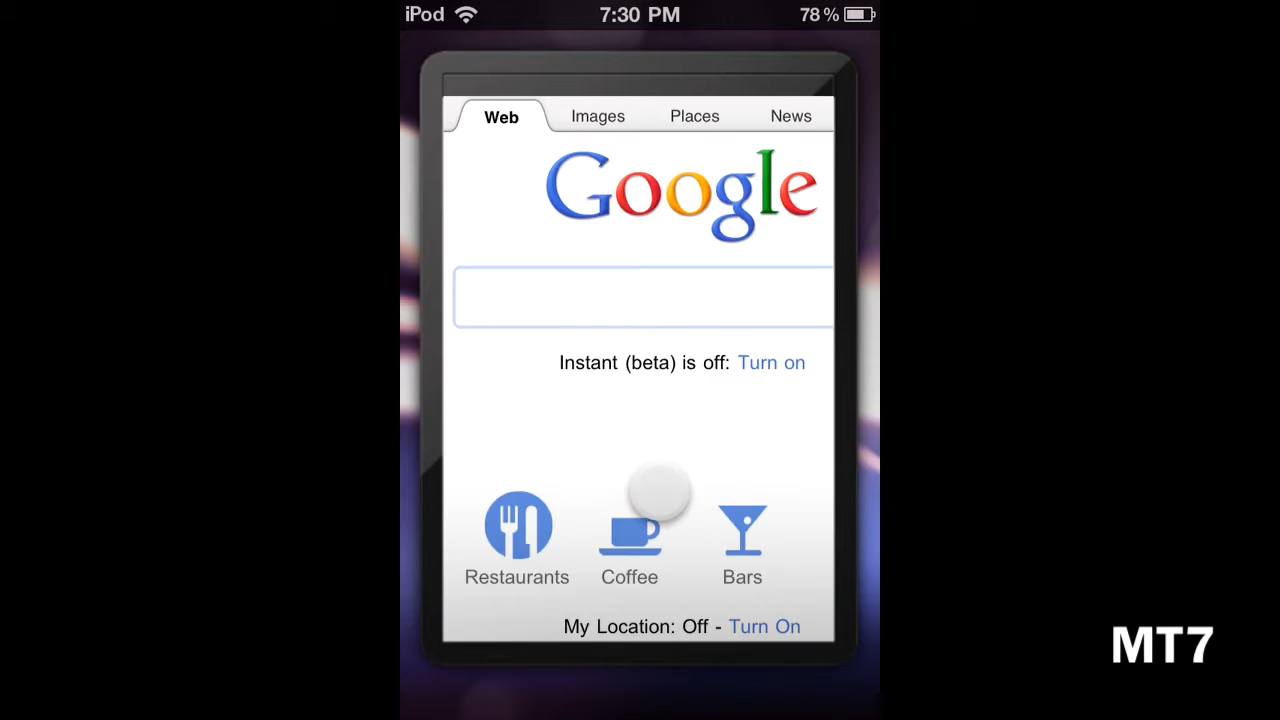 iPod 7:30 PM 78 %
Web Images Places News
Google
Instant (beta) is off: Turn on
Restaurants Coffee Bars
My Location: Off - Turn On
MT7